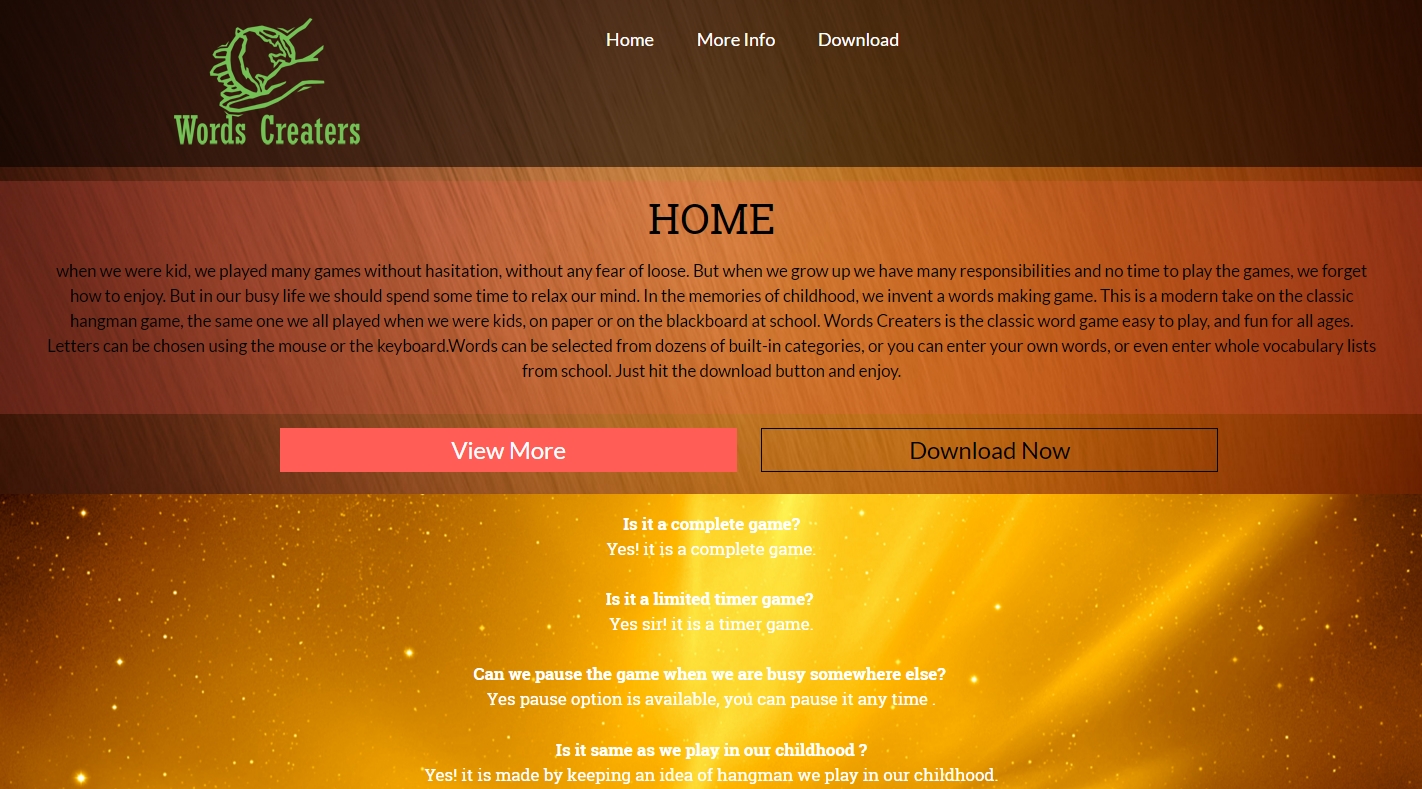 Home More Info Download
Words Creaters
HOME
when we were kid, we played many games without hasitation, without any fear of loose. But when we grow up we have many responsibilities and no time to play the games, we forget
how to enjoy. But in our busy life we should spend some time to relax our mind. In the memories of childhood, we invent a words making game. This is a modern take on the classic
hangman game, the same one we all played when we were kids, on paper or on the blackboard at school. Words Creaters is the classic word game easy to play, and fun for all ages.
Letters can be chosen using the mouse or the keyboard.Words can be selected from dozens of built-in categories, or you can enter your own words, or even enter whole vocabulary lists
from school. Just hit the download button and enjoy.
View More Download Now
Is it a complete game?
Yes! it is a complete game.
Is it a limited timer game?
Yes sir! it is a timer game.
Can we pause the game when we are busy somewhere else?
Yes pause option is available, you can pause it any time .
Is it same as we play in our childhood ?
Yes! it is made by keeping an idea of hangman we play in our childhood.